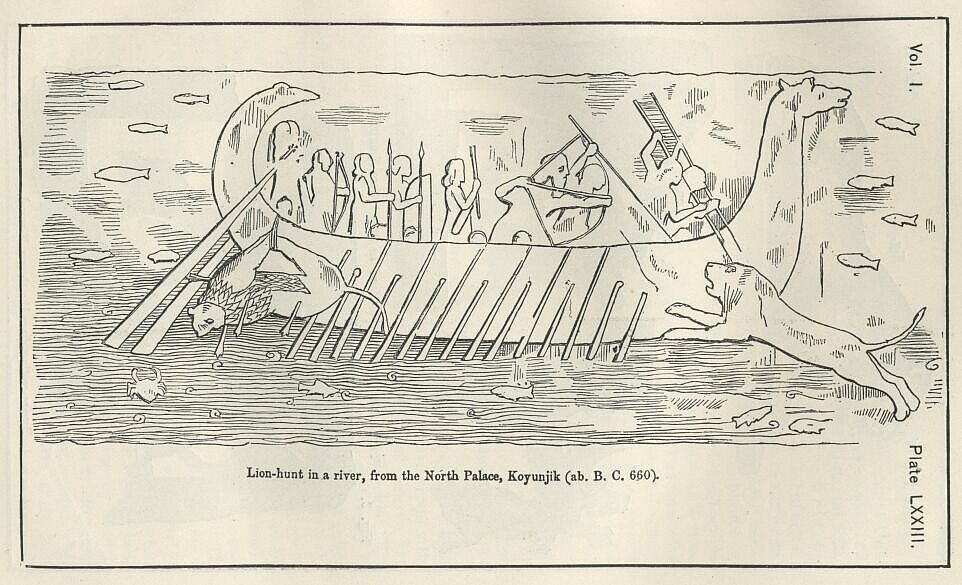 Vol. I.
Lion-hunt in a river, from the North Palace, Koyunjik (ab. B. C. 660).
Plate LXXIII.